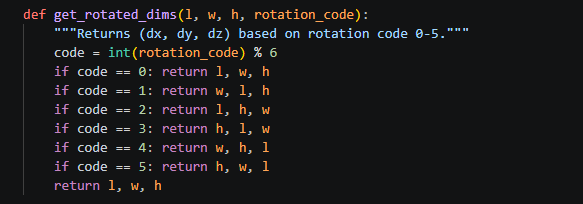 def get_rotated_dims(l, w, h, rotation_code):
    """Returns (dx, dy, dz) based on rotation code 0-5."""
    code = int(rotation_code) % 6
    if code == 0: return l, w, h
    if code == 1: return w, l, h
    if code == 2: return l, h, w
    if code == 3: return h, l, w
    if code == 4: return w, h, l
    if code == 5: return h, w, l
    return l, w, h